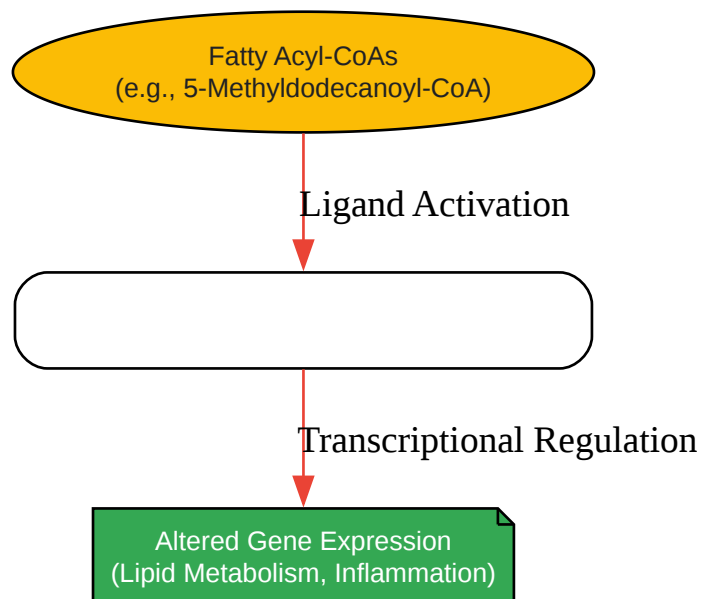 Fatty Acyl-CoAs
(e.g., 5-Methyldodecanoyl-CoA)
Ligand Activation
Transcriptional Regulation
Altered Gene Expression
(Lipid Metabolism, Inflammation)